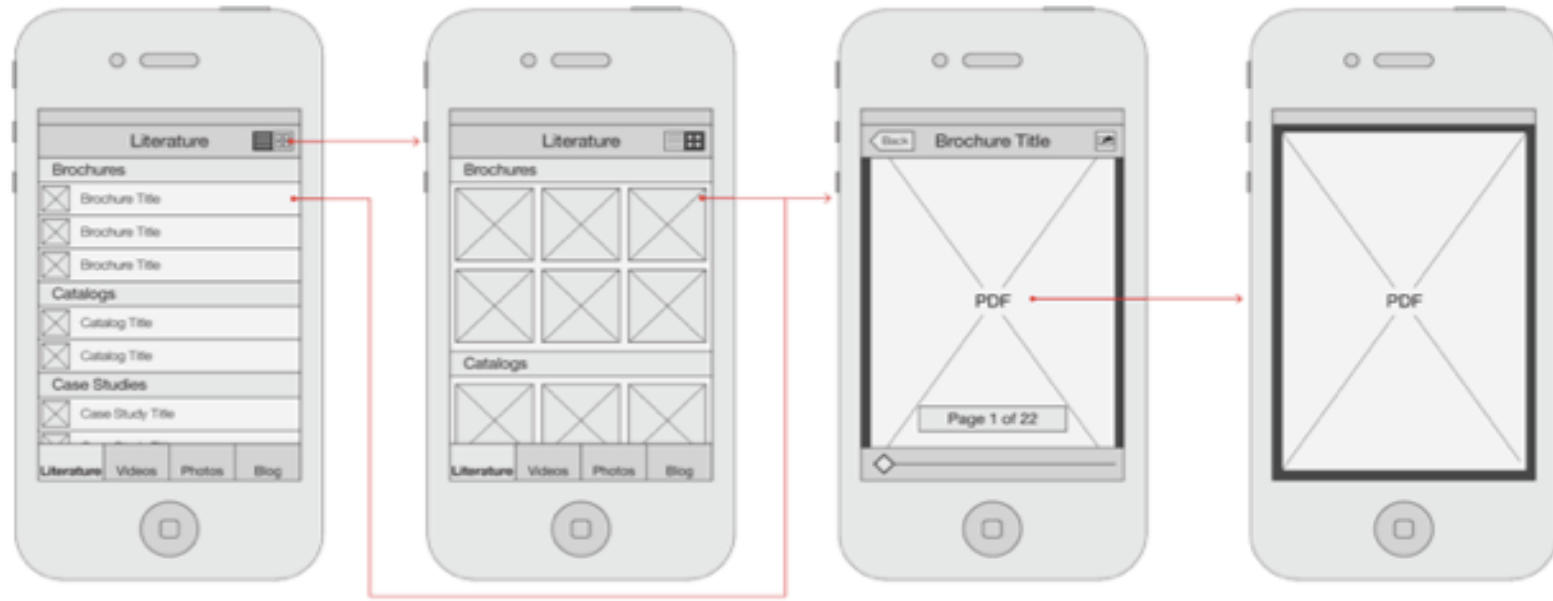 Literature
Brochures
Brochure Title
Brochure Title
Brochure Title
Catalogs
Catalog Title
Catalog Title
Case Studies
Case Study Title
Literature Videos Photos Blog
Literature
Brochures
Catalogs
Literature Videos Photos Blog
Back Brochure Title
PDF
Page 1 of 22
PDF